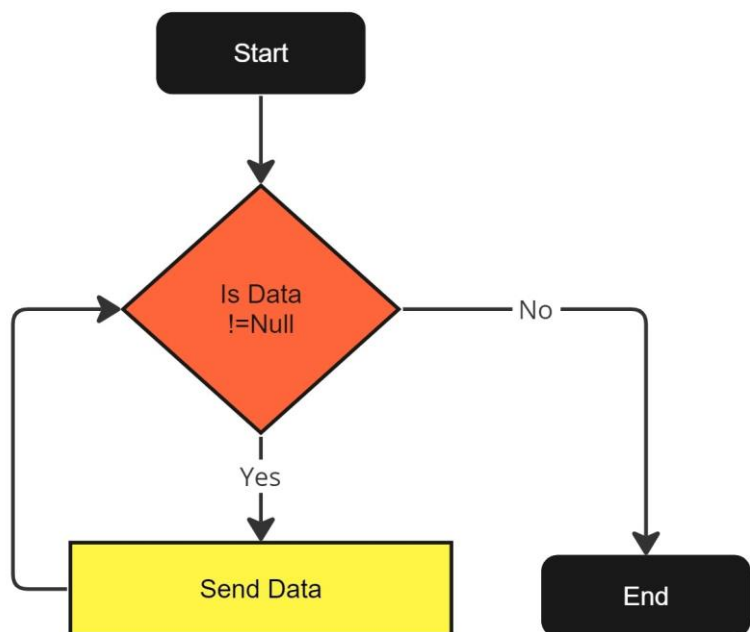 Start
Is Data
!=Null
No
Yes
Send Data
End